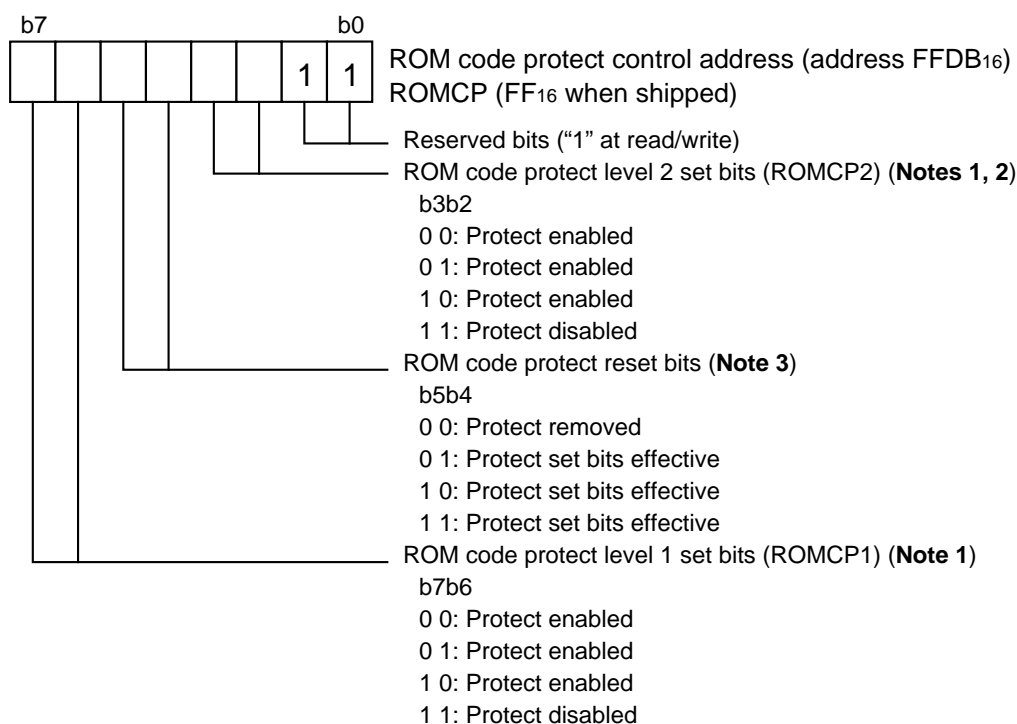 b7 b0
1 1
ROM code protect control address (address FFDB16)
ROMCP (FF16 when shipped)
Reserved bits (“1” at read/write)
ROM code protect level 2 set bits (ROMCP2) (Notes 1, 2)
b3b2
0 0: Protect enabled
0 1: Protect enabled
1 0: Protect enabled
1 1: Protect disabled
ROM code protect reset bits (Note 3)
b5b4
0 0: Protect removed
0 1: Protect set bits effective
1 0: Protect set bits effective
1 1: Protect set bits effective
ROM code protect level 1 set bits (ROMCP1) (Note 1)
b7b6
0 0: Protect enabled
0 1: Protect enabled
1 0: Protect enabled
1 1: Protect disabled